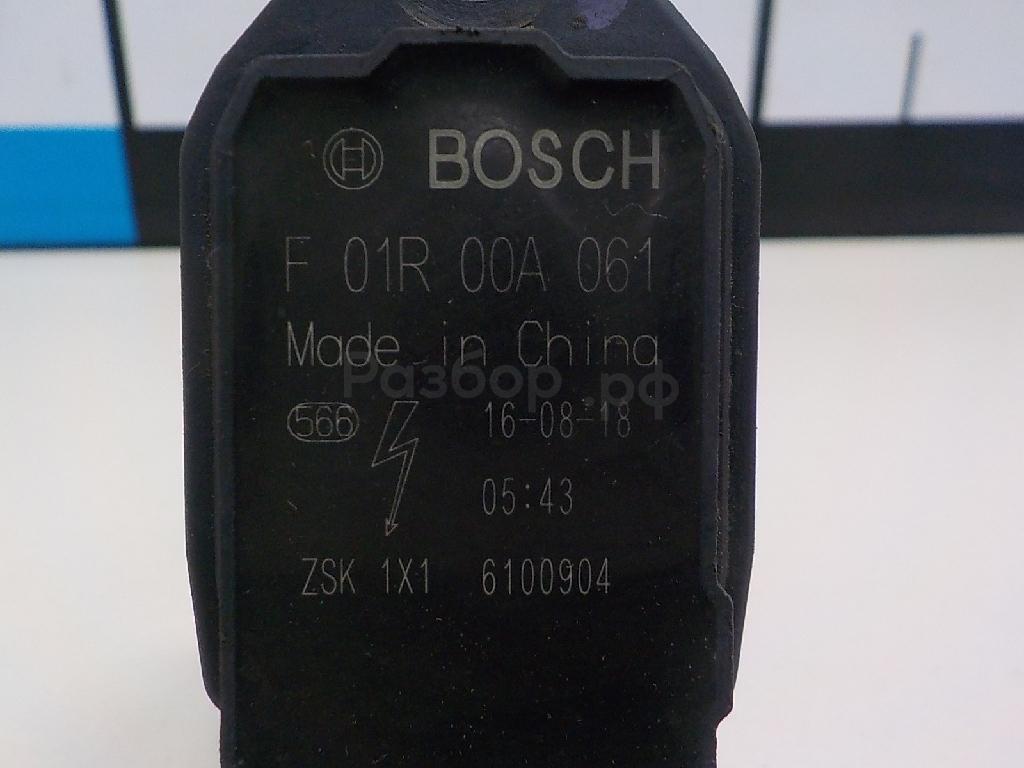 BOSCH
F 01R 00A 061
Made in China
Разбор.рф
566 16-08-18
05:43
ZSK 1X1 6100904